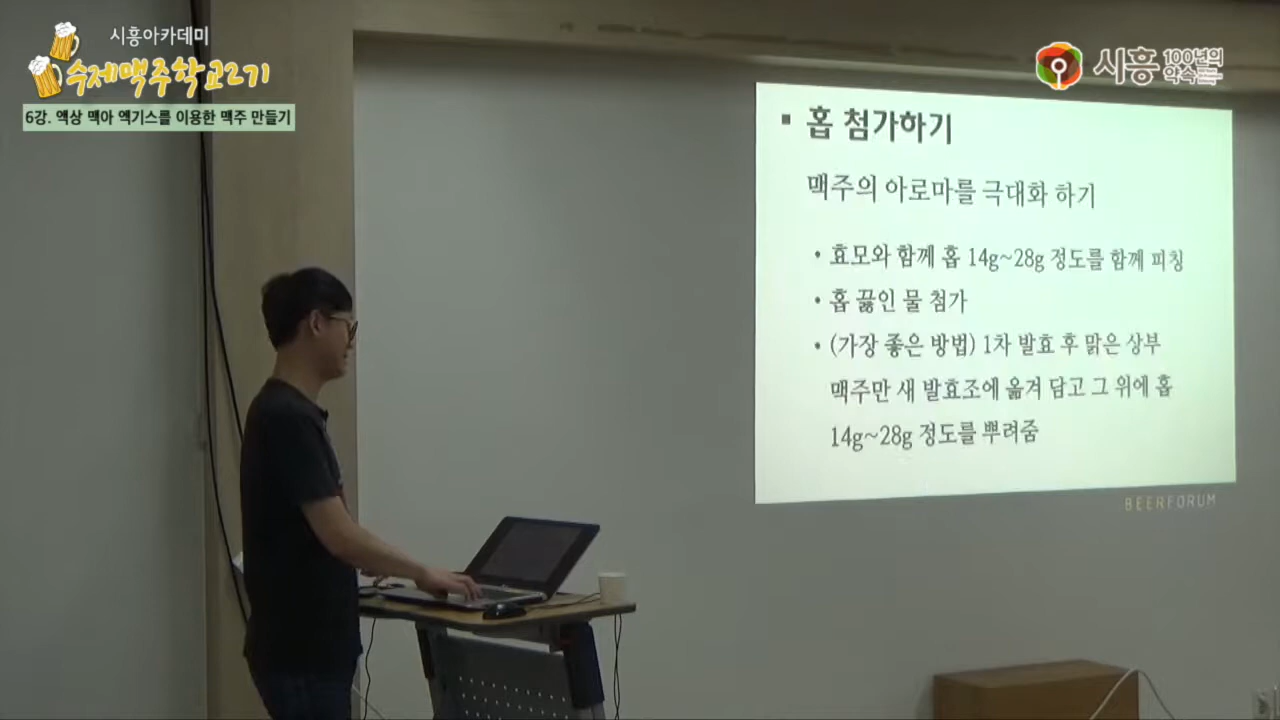 시흥아카데미
수제맥주학교2기
6강. 액상 맥아 엑기스를 이용한 맥주 만들기
시흥 100년의 약속
▪ 홉 첨가하기
맥주의 아로마를 극대화 하기
• 효모와 함께 홉 14g~28g 정도를 함께 피칭
• 홉 끓인 물 첨가
• (가장 좋은 방법) 1차 발효 후 맑은 상부
맥주만 새 발효조에 옮겨 담고 그 위에 홉
14g~28g 정도를 뿌려줌
BEERFORUM